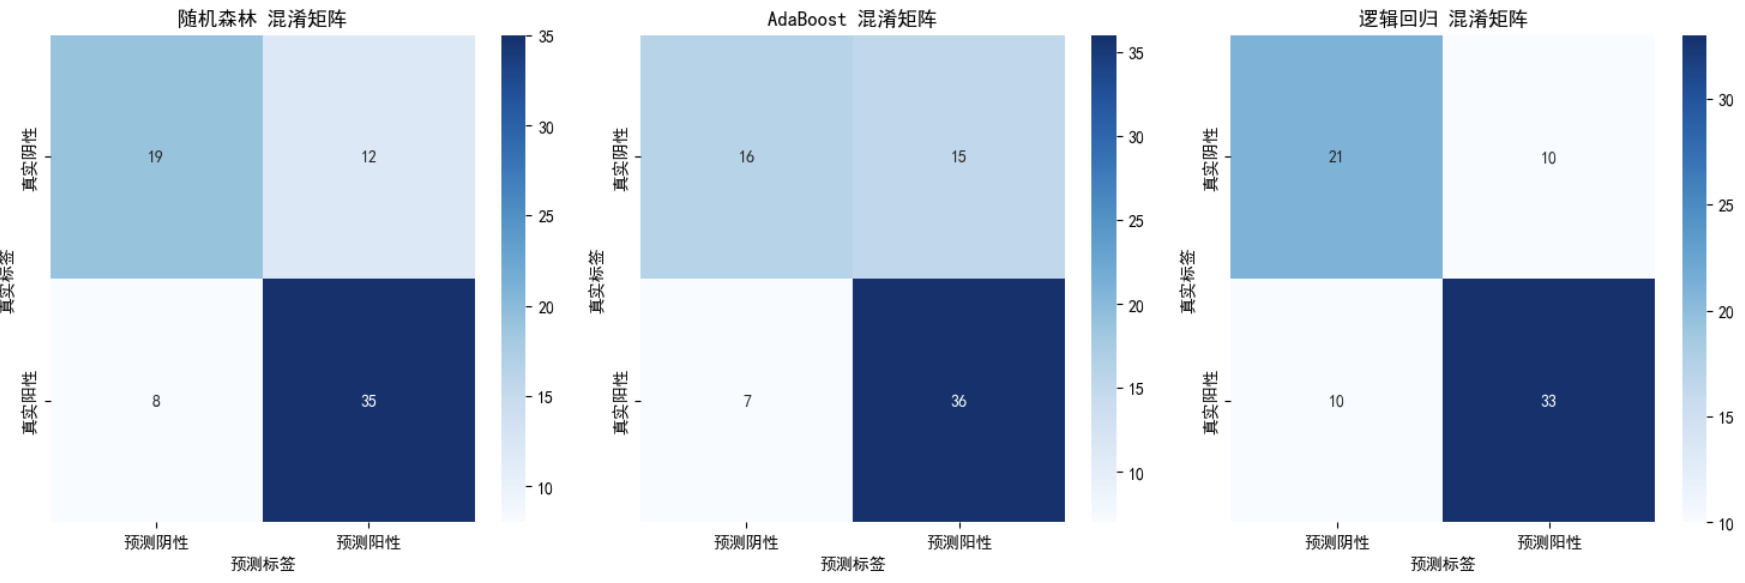 随机森林 混淆矩阵
真实标签
真实阴性
真实阳性
19
12
8
35
预测阴性
预测阳性
预测标签
35
30
25
20
15
10
AdaBoost 混淆矩阵
真实标签
真实阴性
真实阳性
16
15
7
36
预测阴性
预测阳性
预测标签
35
30
25
20
15
10
逻辑回归 混淆矩阵
真实标签
真实阴性
真实阳性
21
10
10
33
预测阴性
预测阳性
预测标签
30
25
20
15
10